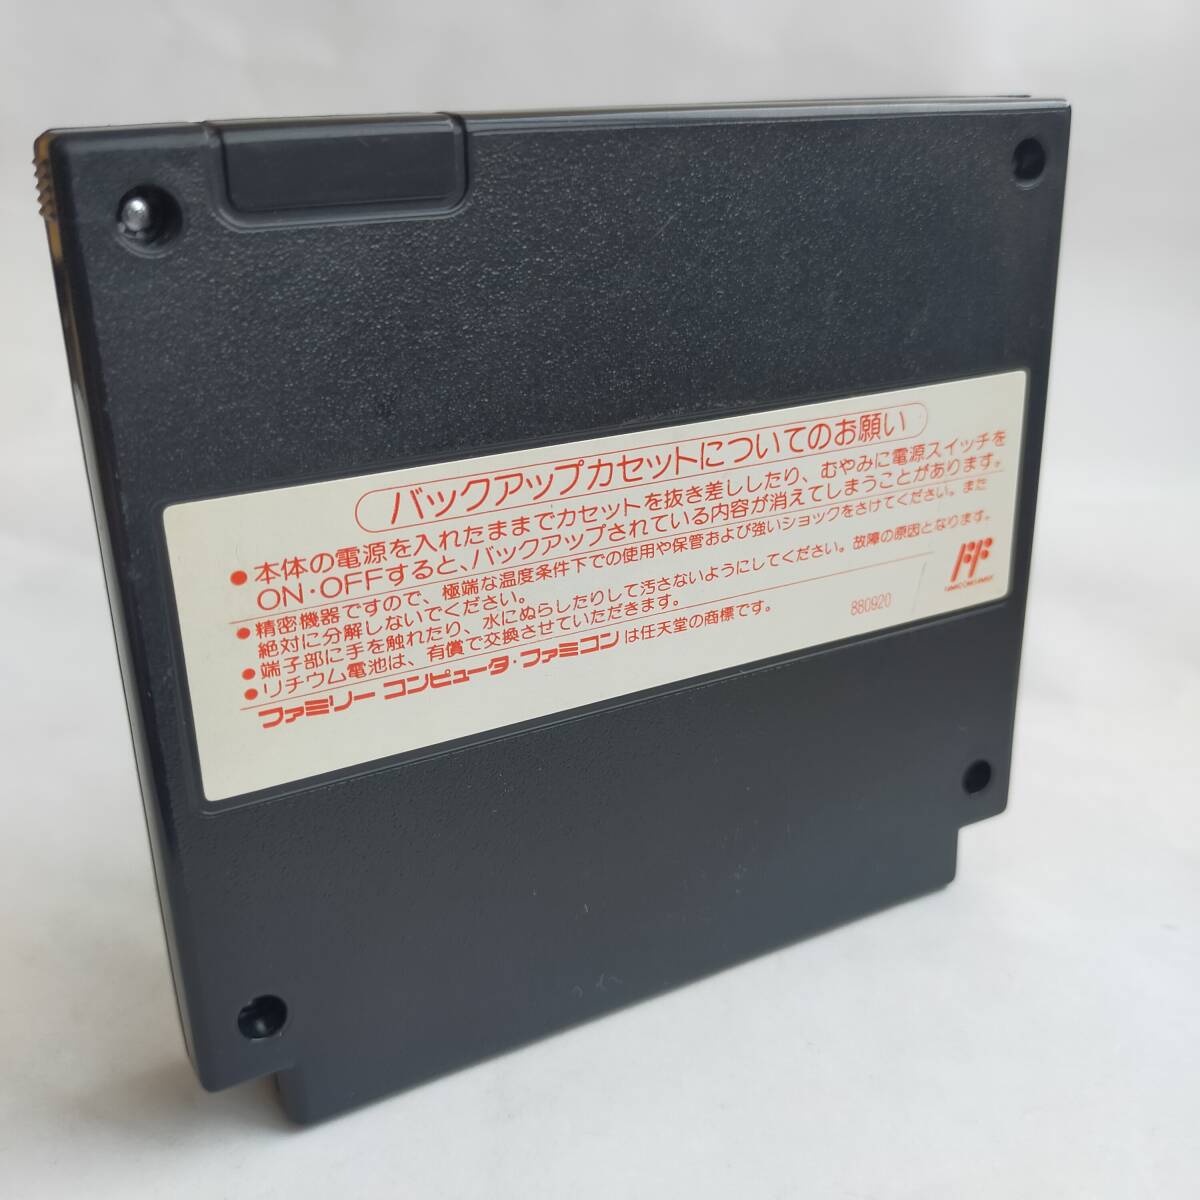 バックアップカセットについてのお願い
●本体の電源を入れたままでカセットを抜き差ししたり、むやみに電源スイッチを
ON・OFFすると、バックアップされている内容が消えてしまうことがあります。
●精密機器ですので、極端な温度条件下での使用や保管および強いショックをさけてください。また
絶対に分解しないでください。
●端子部に手を触れたり、水にぬらしたりして汚さないようにしてください。故障の原因となります。
●リチウム電池は、有償で交換させていただきます。
ファミリー コンピュータ・ファミコンは任天堂の商標です。
880920
FF